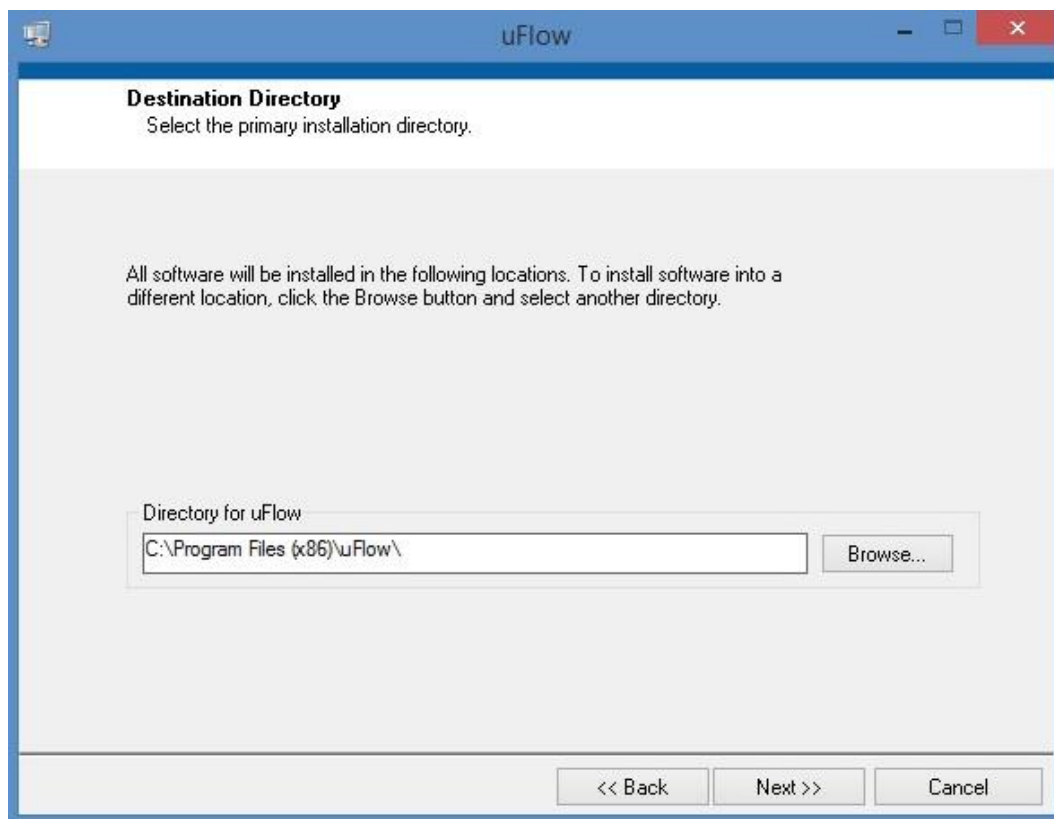 uFlow
Destination Directory
Select the primary installation directory.
All software will be installed in the following locations. To install software into a
different location, click the Browse button and select another directory.
Directory for uFlow
C:\Program Files (x86)\uFlow\
Browse...
<< Back
Next >>
Cancel